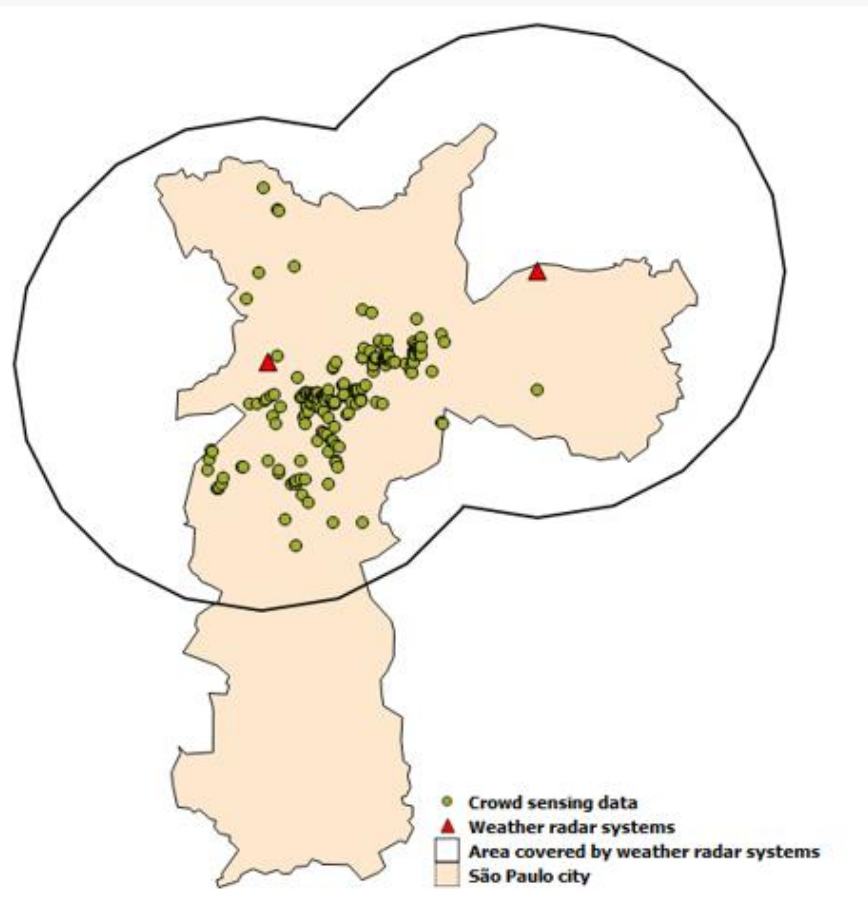 Crowd sensing data
Weather radar systems
Area covered by weather radar systems
São Paulo city